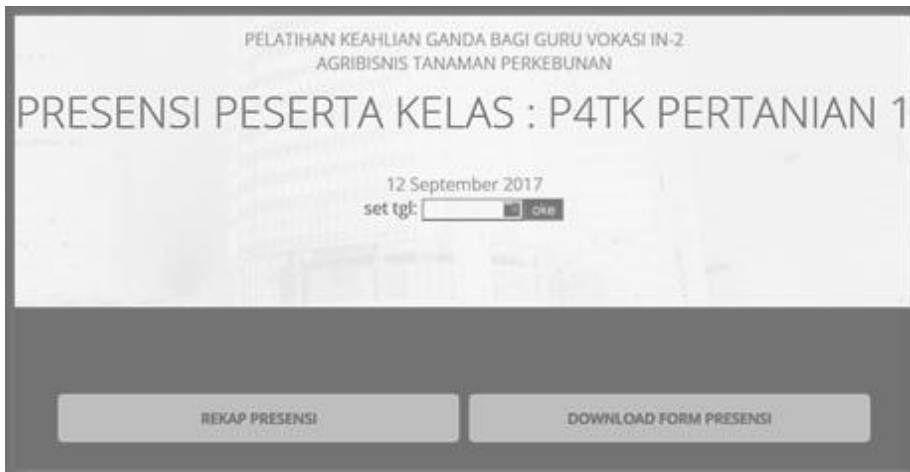 PELATIHAN KEAHLIAN GANDA BAGI GURU VOKASI IN-2
AGRIBISNIS TANAMAN PERKEBUNAN
PRESENSI PESERTA KELAS : P4TK PERTANIAN 1
12 September 2017
set tgl: oke
REKAP PRESENSI DOWNLOAD FORM PRESENSI